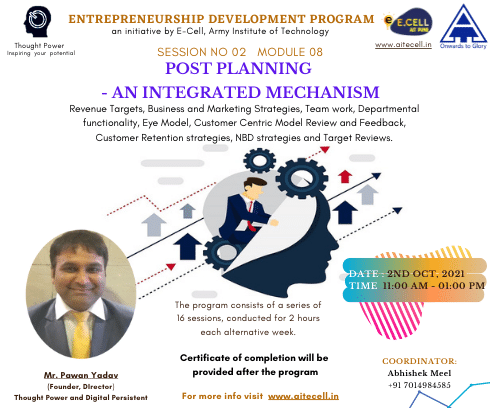 ENTREPRENEURSHIP DEVELOPMENT PROGRAM
an initiative by E-Cell, Army Institute of Technology
Thought Power
Inspiring your potential
E.CELL
AIT PUNE
www.aitecell.in
AIT
Onwards to Glory
SESSION NO 02 MODULE 08
POST PLANNING
- AN INTEGRATED MECHANISM
Revenue Targets, Business and Marketing Strategies, Team work, Departmental
functionality, Eye Model, Customer Centric Model Review and Feedback,
Customer Retention strategies, NBD strategies and Target Reviews.
DATE : 2ND OCT, 2021
TIME 11:00 AM - 01:00 PM
The program consists of a series of
16 sessions, conducted for 2 hours
each alternative week.
Certificate of completion will be
provided after the program
For more info visit www.aitecell.in
Mr. Pawan Yadav
(Founder, Director)
Thought Power and Digital Persistent
COORDINATOR:
Abhishek Meel
+91 7014984585